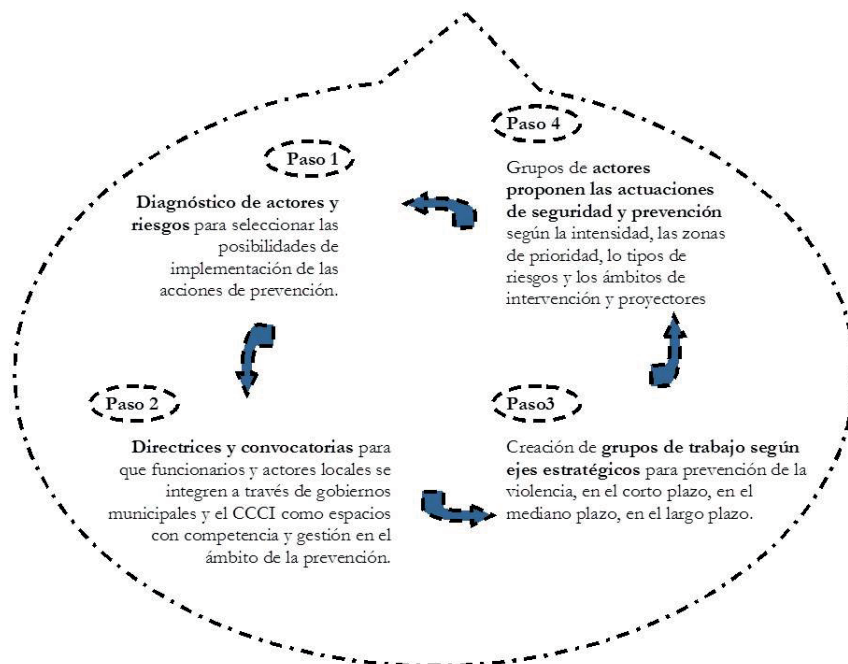 Paso 1
Diagnóstico de actores y
riesgos para seleccionar las
posibilidades de
implementación de las
acciones de prevención.
Paso 2
Directrices y convocatorias para
que funcionarios y actores locales se
integren a través de gobiernos
municipales y el CCCI como espacios
con competencia y gestión en el
ámbito de la prevención.
Paso3
Creación de grupos de trabajo según
ejes estratégicos para prevención de la
violencia, en el corto plazo, en el
mediano plazo, en el largo plazo.
Paso 4
Grupos de actores
proponen las actuaciones
de seguridad y prevención
según la intensidad, las zonas
de prioridad, lo tipos de
riesgos y los ámbitos de
intervención y proyectores